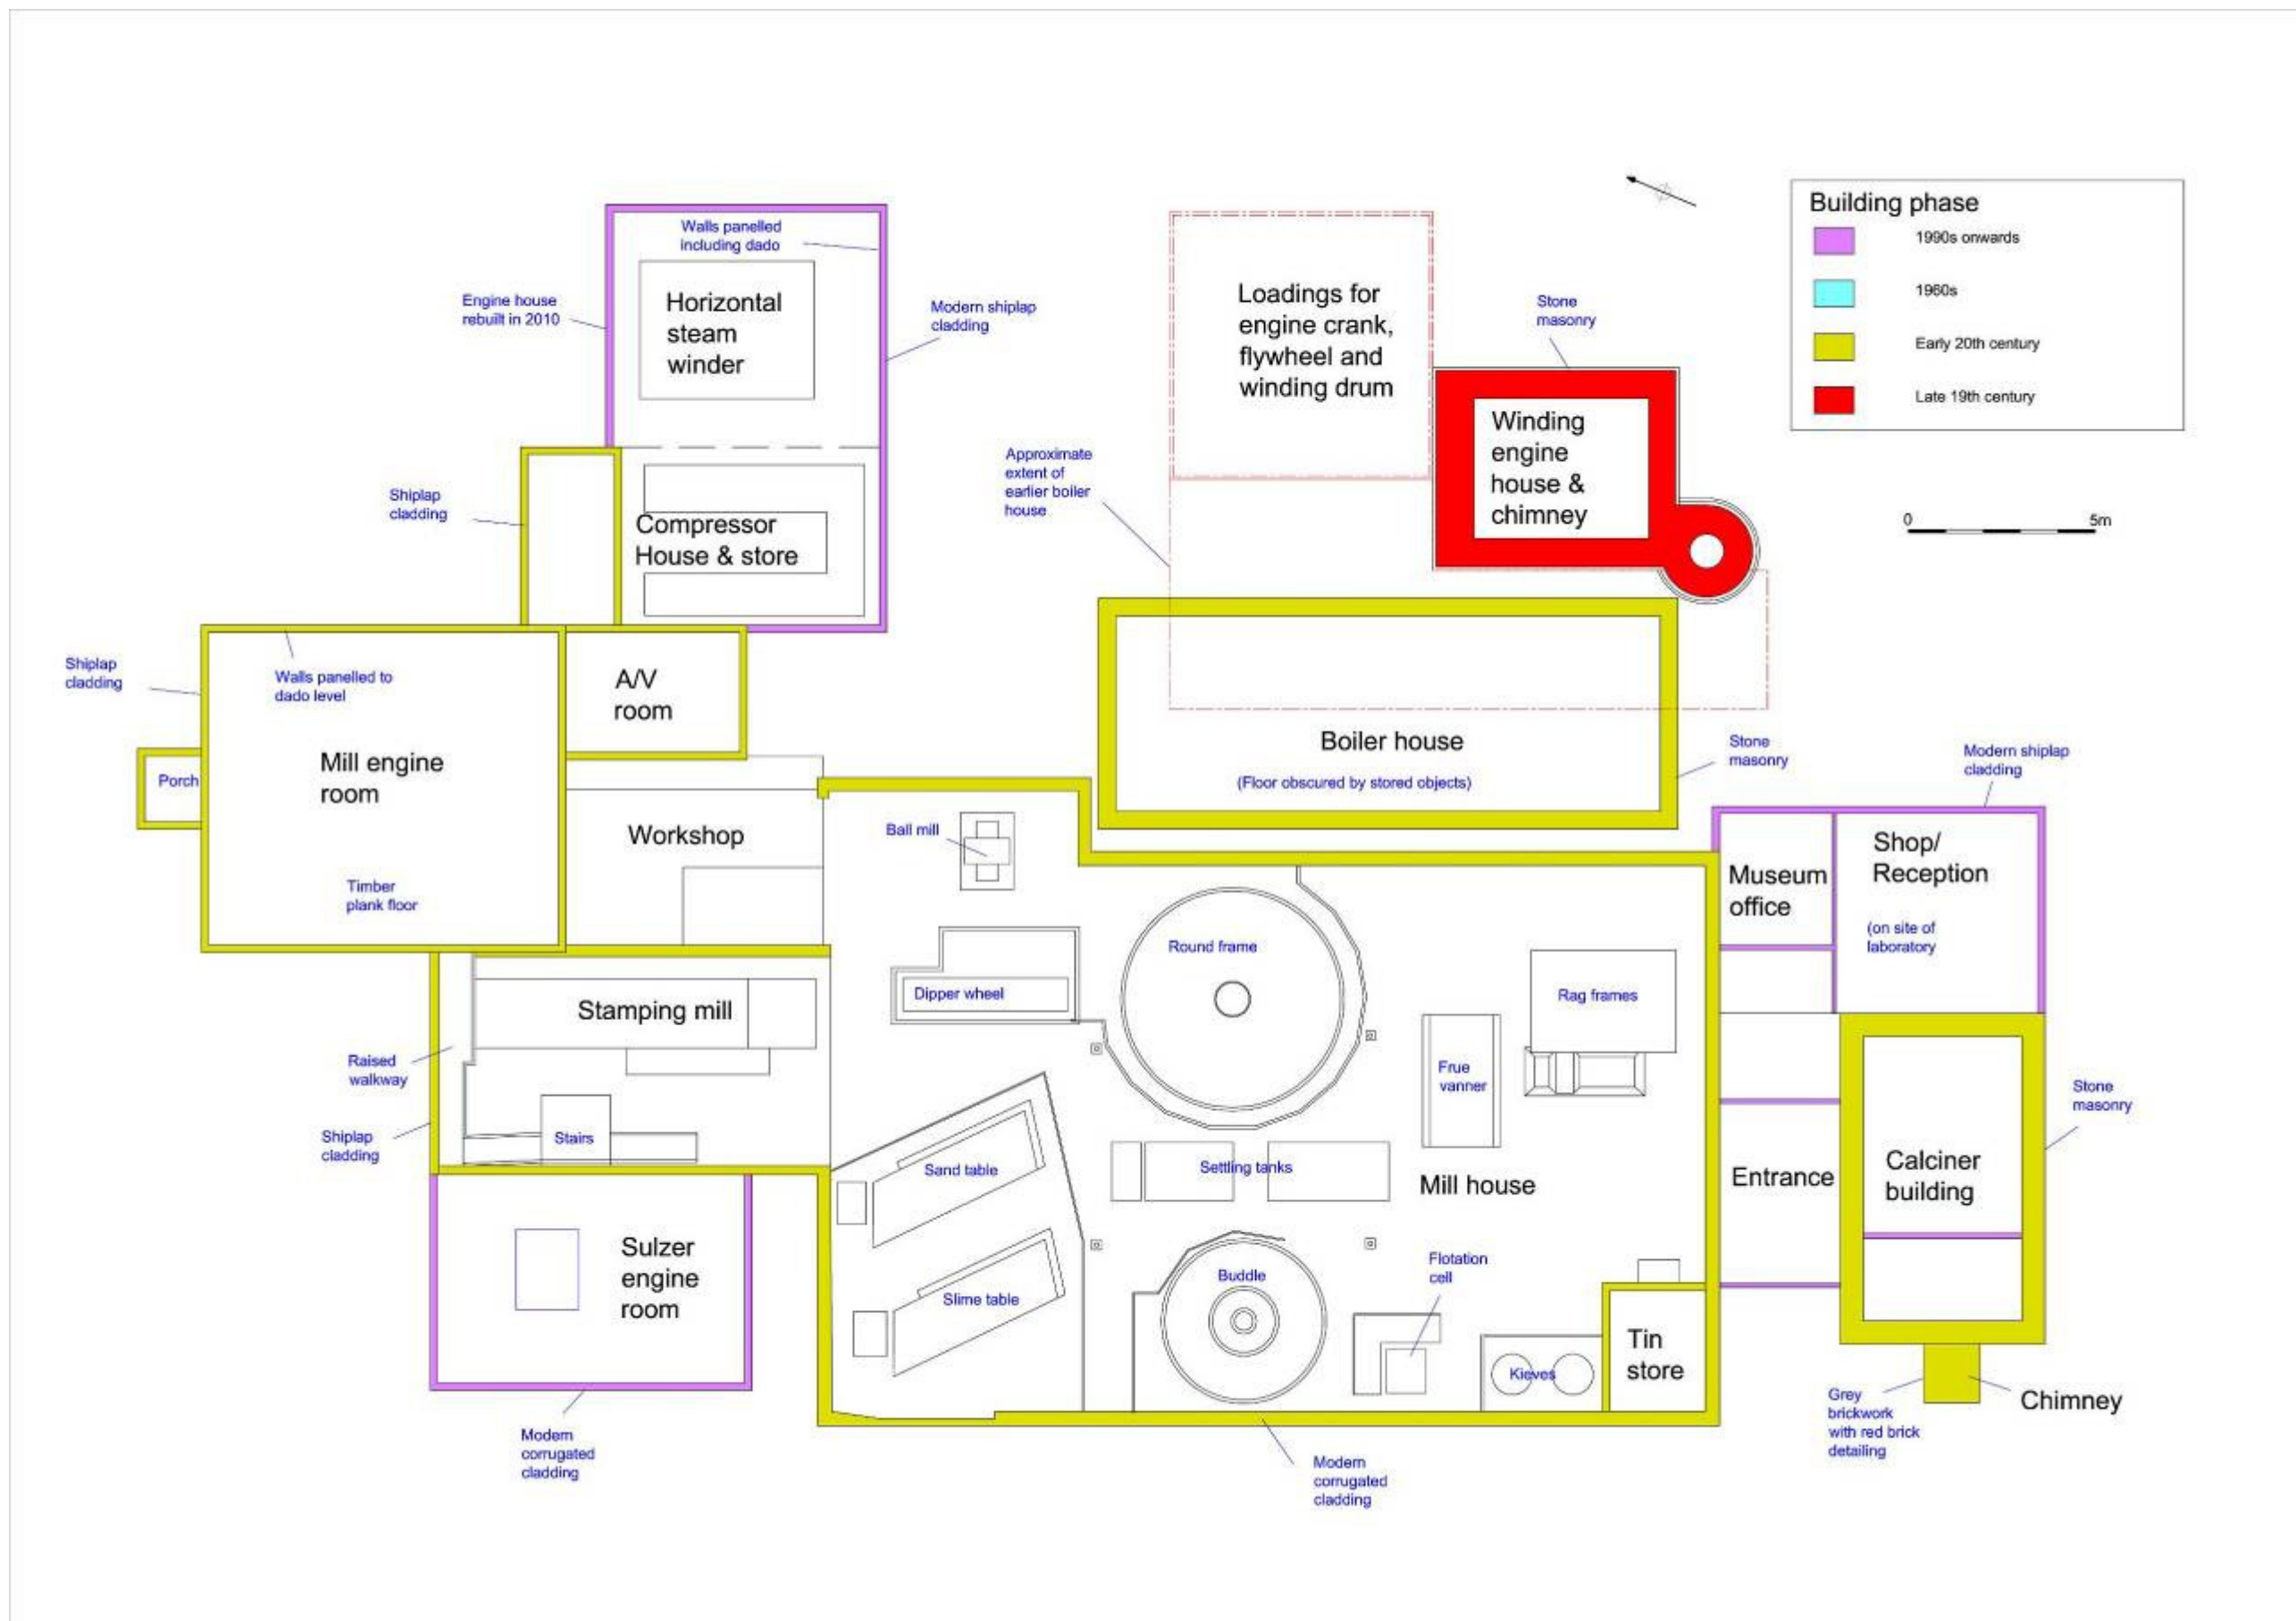 Building phase
1990s onwards
1960s
Early 20th century
Late 19th century
0
5m
Walls panelled
including dado
Engine house
rebuilt in 2010
Horizontal
steam
winder
Modern shiplap
cladding
Loadings for
engine crank,
flywheel and
winding drum
Stone
masonry
Winding
engine
house &
chimney
Approximate
extent of
earlier boiler
house
Shiplap
cladding
Compressor
House & store
Shiplap
cladding
Walls panelled to
dado level
A/V
room
Mill engine
room
Porch
Timber
plank floor
Workshop
Boiler house
(Floor obscured by stored objects)
Stone
masonry
Modern shiplap
cladding
Ball mill
Museum
office
Shop/
Reception
(on site of
laboratory
Round frame
Dipper wheel
Rag frames
Stamping mill
Raised
walkway
Frue
vanner
Shiplap
cladding
Stairs
Sand table
Settling tanks
Mill house
Entrance
Calciner
building
Stone
masonry
Sulzer
engine
room
Slime table
Buddle
Flotation
cell
Kieves
Tin
store
Grey
brickwork
with red brick
detailing
Chimney
Modern
corrugated
cladding
Modern
corrugated
cladding